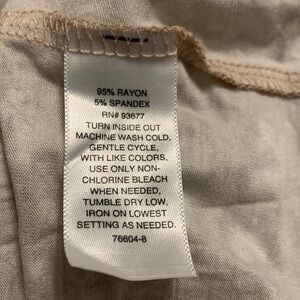 95% RAYON
5% SPANDEX
RN# 93677
TURN INSIDE OUT
MACHINE WASH COLD,
GENTLE CYCLE,
WITH LIKE COLORS,
USE ONLY NON-
CHLORINE BLEACH
WHEN NEEDED,
TUMBLE DRY LOW,
IRON ON LOWEST
SETTING AS NEEDED.
76604-8